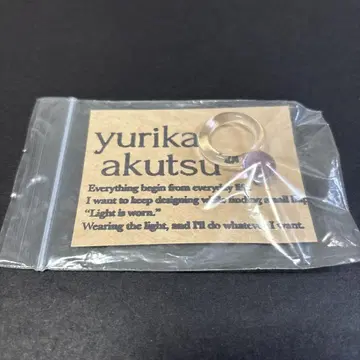 yurika
akutsu
Everything begin from everyday life.
I want to keep designing while finding small
"Light is worn."
Wearing the light, and I'll do whatever I want.